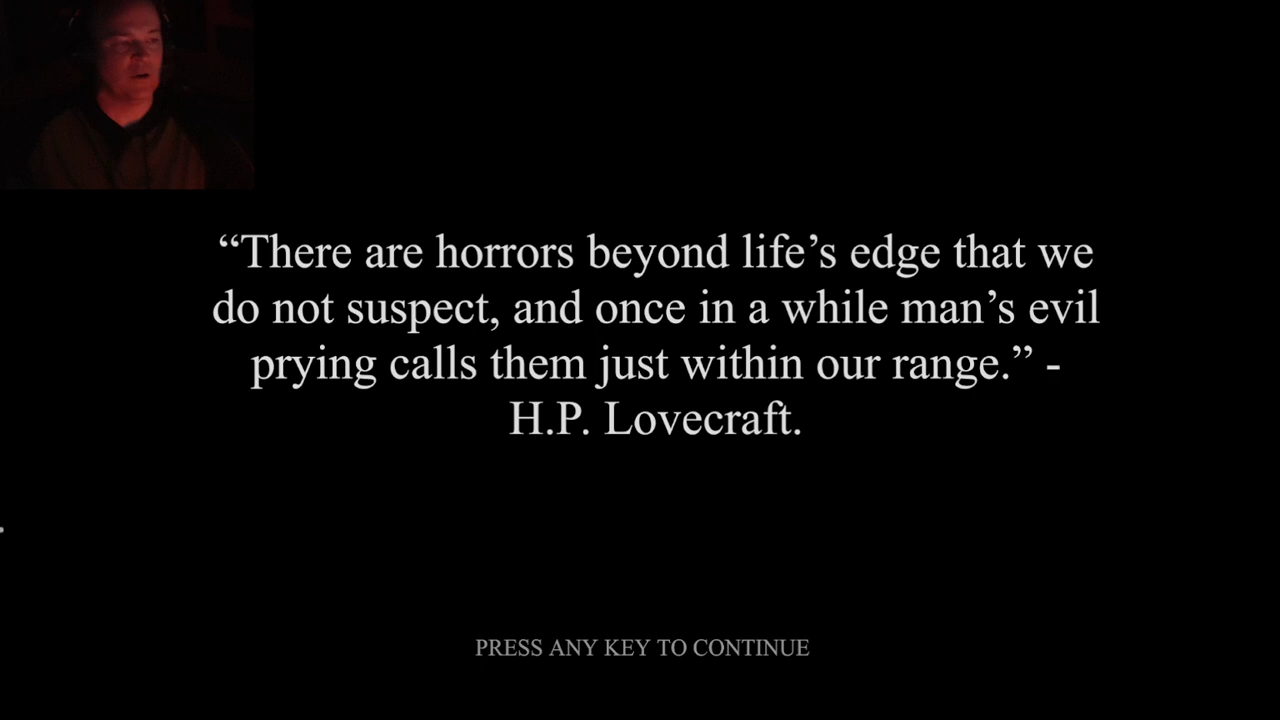 “There are horrors beyond life’s edge that we
do not suspect, and once in a while man’s evil
prying calls them just within our range.” -
H.P. Lovecraft.
PRESS ANY KEY TO CONTINUE